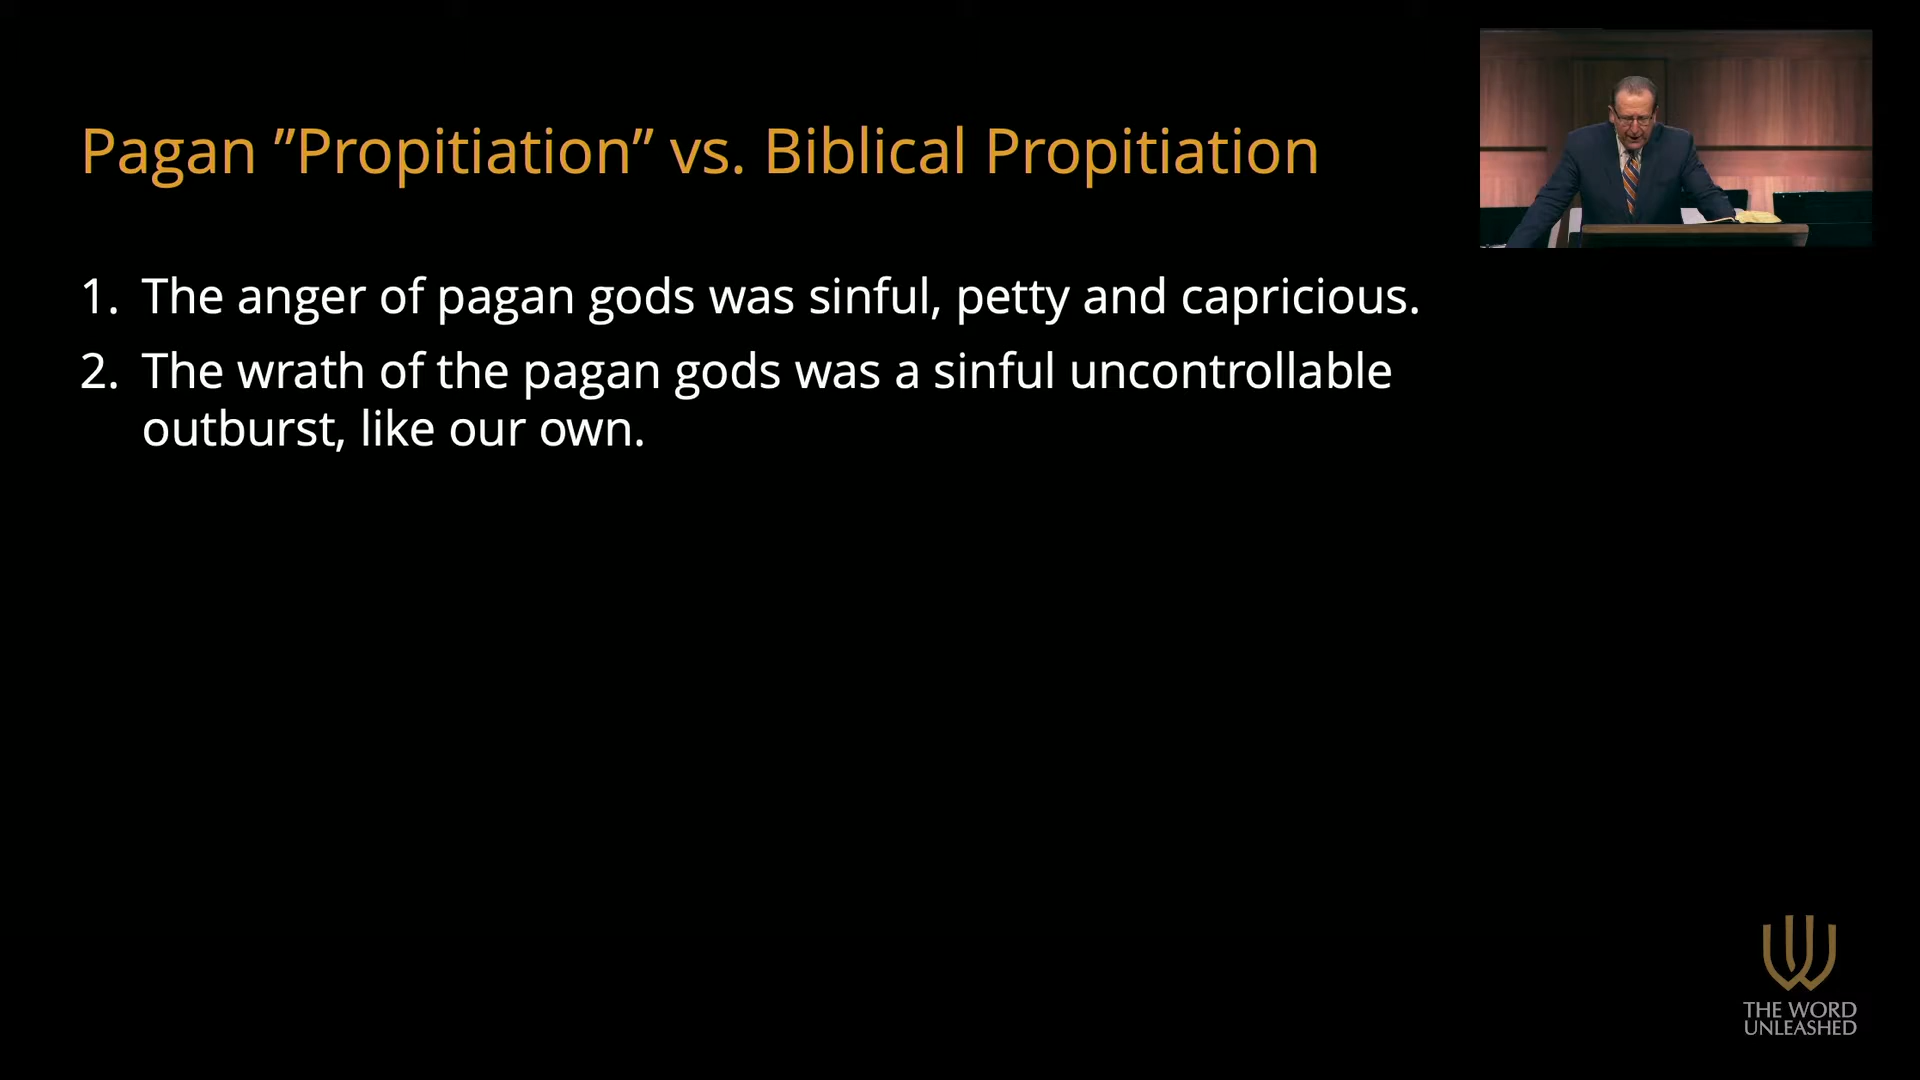 Pagan ”Propitiation” vs. Biblical Propitiation
1. The anger of pagan gods was sinful, petty and capricious.
2. The wrath of the pagan gods was a sinful uncontrollable
outburst, like our own.
THE WORD
UNLEASHED